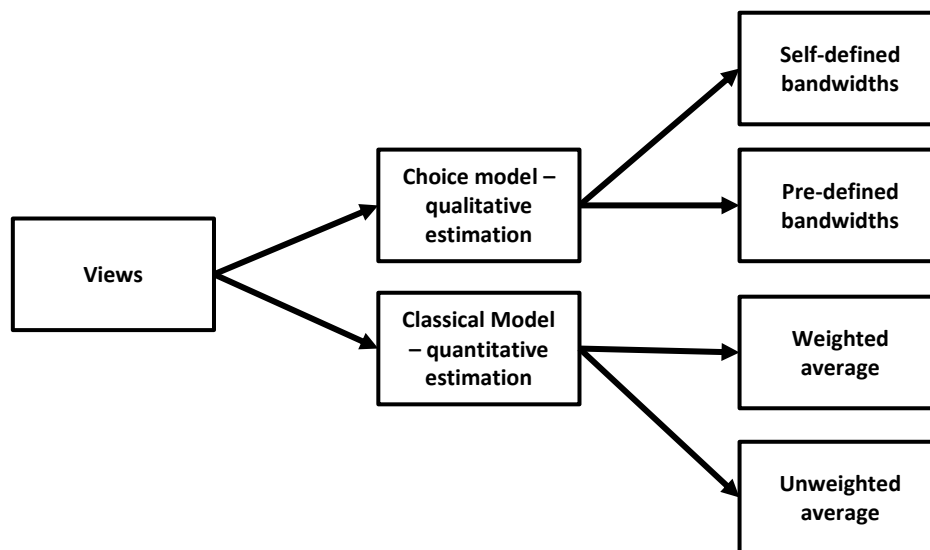 Views
Choice model –
qualitative
estimation
Classical Model
– quantitative
estimation
Self-defined
bandwidths
Pre-defined
bandwidths
Weighted
average
Unweighted
average